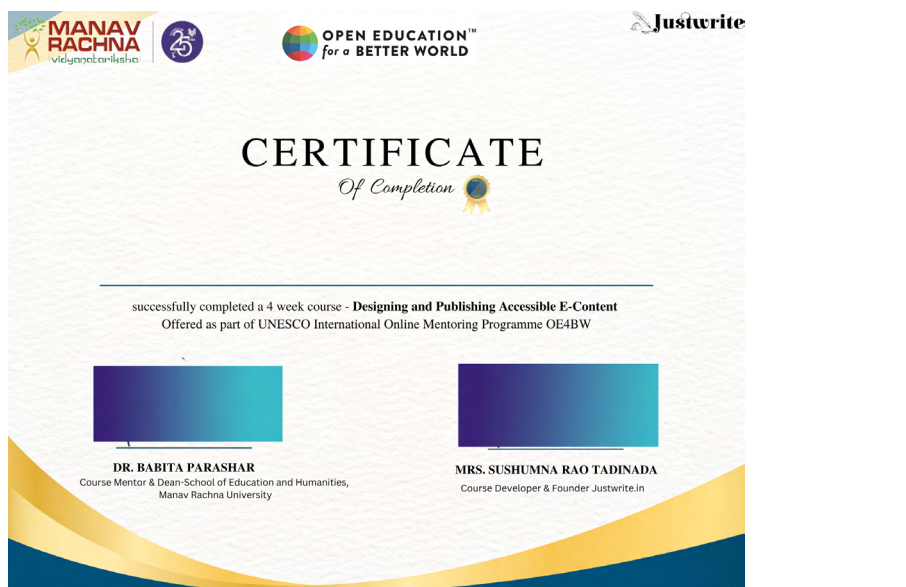 MANAV
RACHNA
vidyanatariksha
25
OPEN EDUCATION™
for a BETTER WORLD
Justwrite
CERTIFICATE
Of Completion
successfully completed a 4 week course - Designing and Publishing Accessible E-Content
Offered as part of UNESCO International Online Mentoring Programme OE4BW
DR. BABITA PARASHAR
Course Mentor & Dean-School of Education and Humanities,
Manav Rachna University
MRS. SUSHUMNA RAO TADINADA
Course Developer & Founder Justwrite.in